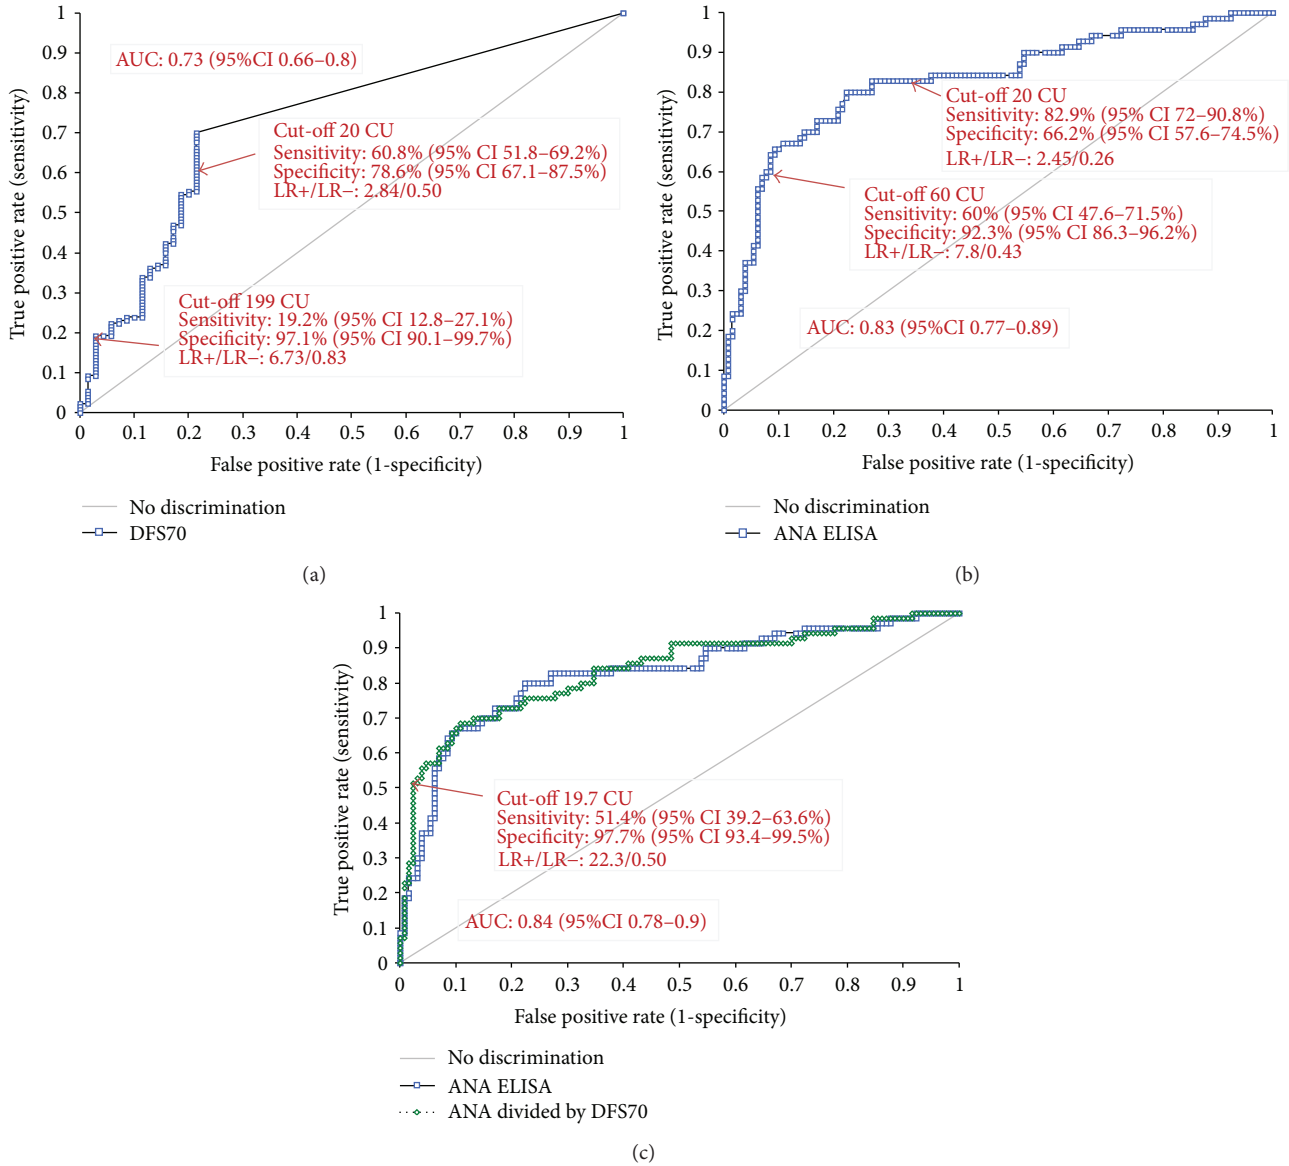 1
0.9
0.8
0.7
0.6
0.5
0.4
0.3
0.2
0.1
0
True positive rate (sensitivity)
AUC: 0.73 (95%CI 0.66–0.8)
Cut-off 20 CU
Sensitivity: 60.8% (95% CI 51.8–69.2%)
Specificity: 78.6% (95% CI 67.1–87.5%)
LR+/LR−: 2.84/0.50
Cut-off 199 CU
Sensitivity: 19.2% (95% CI 12.8–27.1%)
Specificity: 97.1% (95% CI 90.1–99.7%)
LR+/LR−: 6.73/0.83
0 0.1 0.2 0.3 0.4 0.5 0.6 0.7 0.8 0.9 1
False positive rate (1-specificity)
No discrimination
DFS70
(a)
1
0.9
0.8
0.7
0.6
0.5
0.4
0.3
0.2
0.1
0
True positive rate (sensitivity)
Cut-off 20 CU
Sensitivity: 82.9% (95% CI 72–90.8%)
Specificity: 66.2% (95% CI 57.6–74.5%)
LR+/LR−: 2.45/0.26
Cut-off 60 CU
Sensitivity: 60% (95% CI 47.6–71.5%)
Specificity: 92.3% (95% CI 86.3–96.2%)
LR+/LR−: 7.8/0.43
AUC: 0.83 (95%CI 0.77–0.89)
0 0.1 0.2 0.3 0.4 0.5 0.6 0.7 0.8 0.9 1
False positive rate (1-specificity)
No discrimination
ANA ELISA
(b)
1
0.9
0.8
0.7
0.6
0.5
0.4
0.3
0.2
0.1
0
True positive rate (sensitivity)
Cut-off 19.7 CU
Sensitivity: 51.4% (95% CI 39.2–63.6%)
Specificity: 97.7% (95% CI 93.4–99.5%)
LR+/LR−: 22.3/0.50
AUC: 0.84 (95%CI 0.78–0.9)
0 0.1 0.2 0.3 0.4 0.5 0.6 0.7 0.8 0.9 1
False positive rate (1-specificity)
No discrimination
ANA ELISA
ANA divided by DFS70
(c)